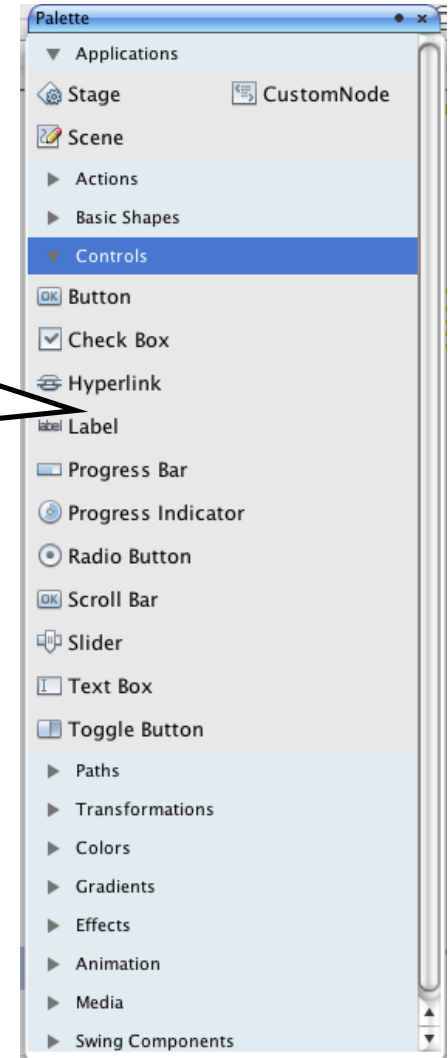 Palette
Applications
Stage CustomNode
Scene
Actions
Basic Shapes
Controls
OK Button
Check Box
Hyperlink
label Label
Progress Bar
Progress Indicator
Radio Button
OK Scroll Bar
Slider
Text Box
Toggle Button
Paths
Transformations
Colors
Gradients
Effects
Animation
Media
Swing Components